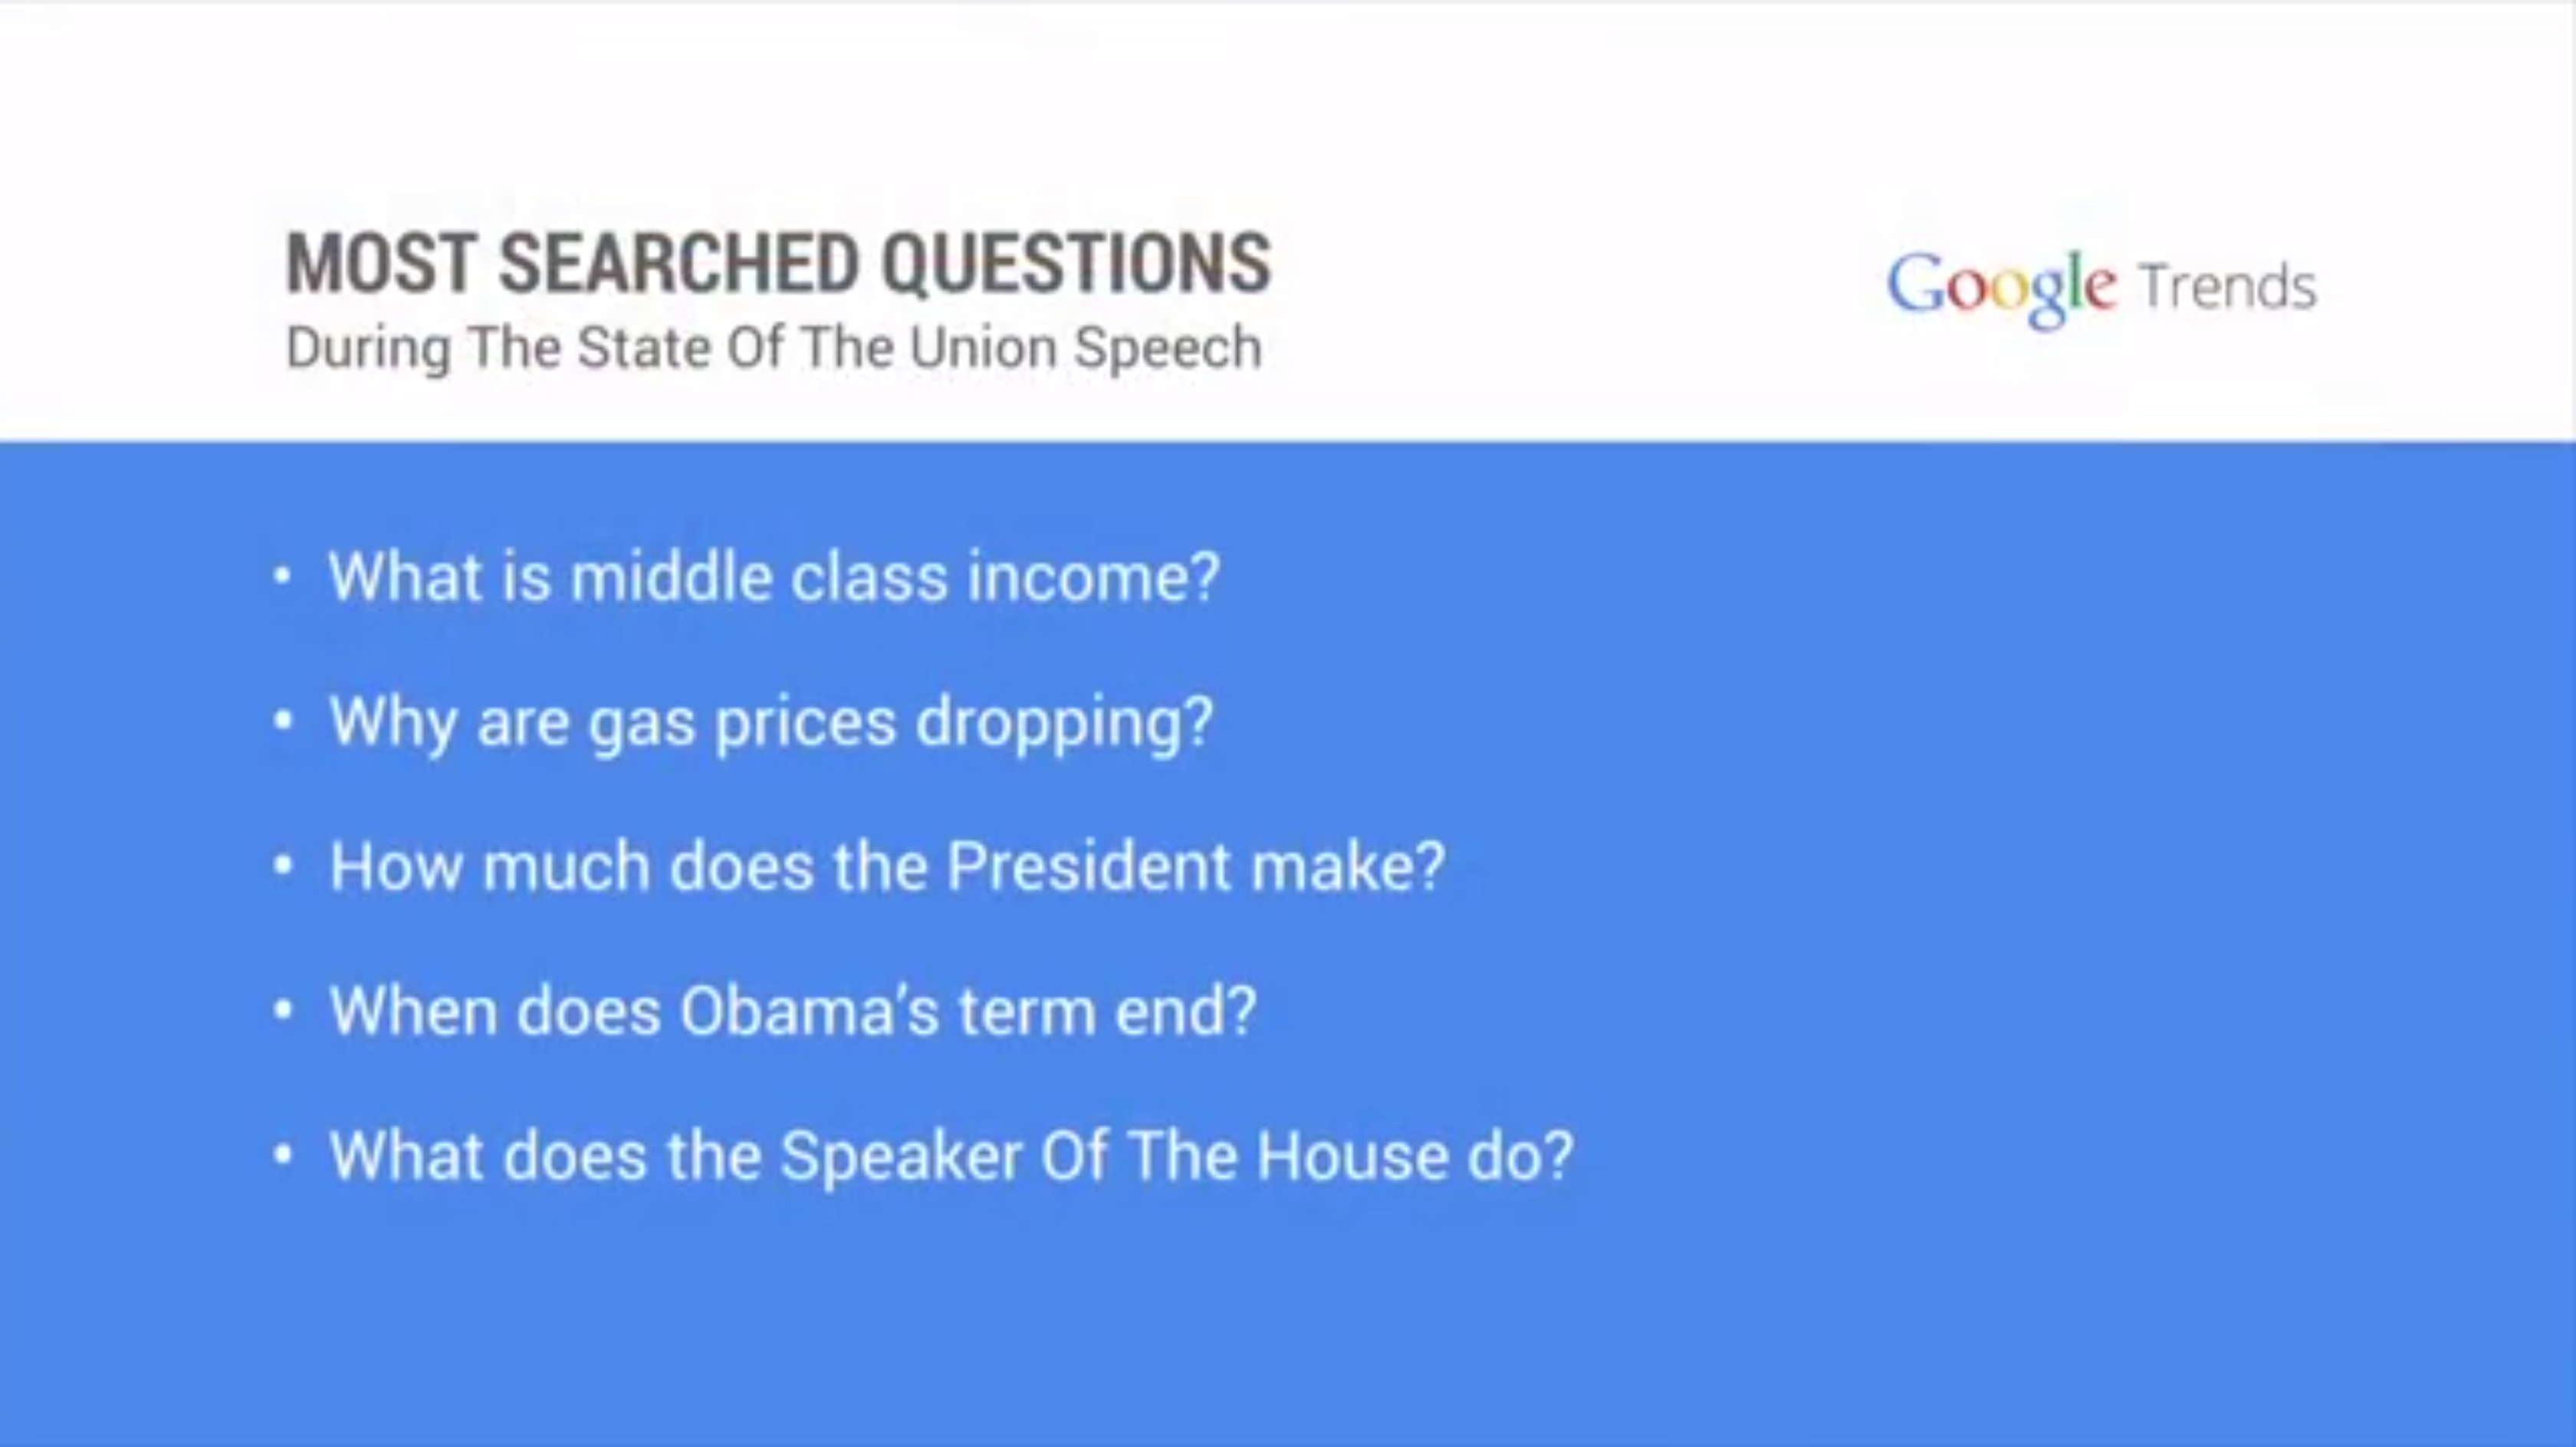 MOST SEARCHED QUESTIONS
During The State Of The Union Speech
Google Trends
• What is middle class income?
• Why are gas prices dropping?
• How much does the President make?
• When does Obama's term end?
• What does the Speaker Of The House do?